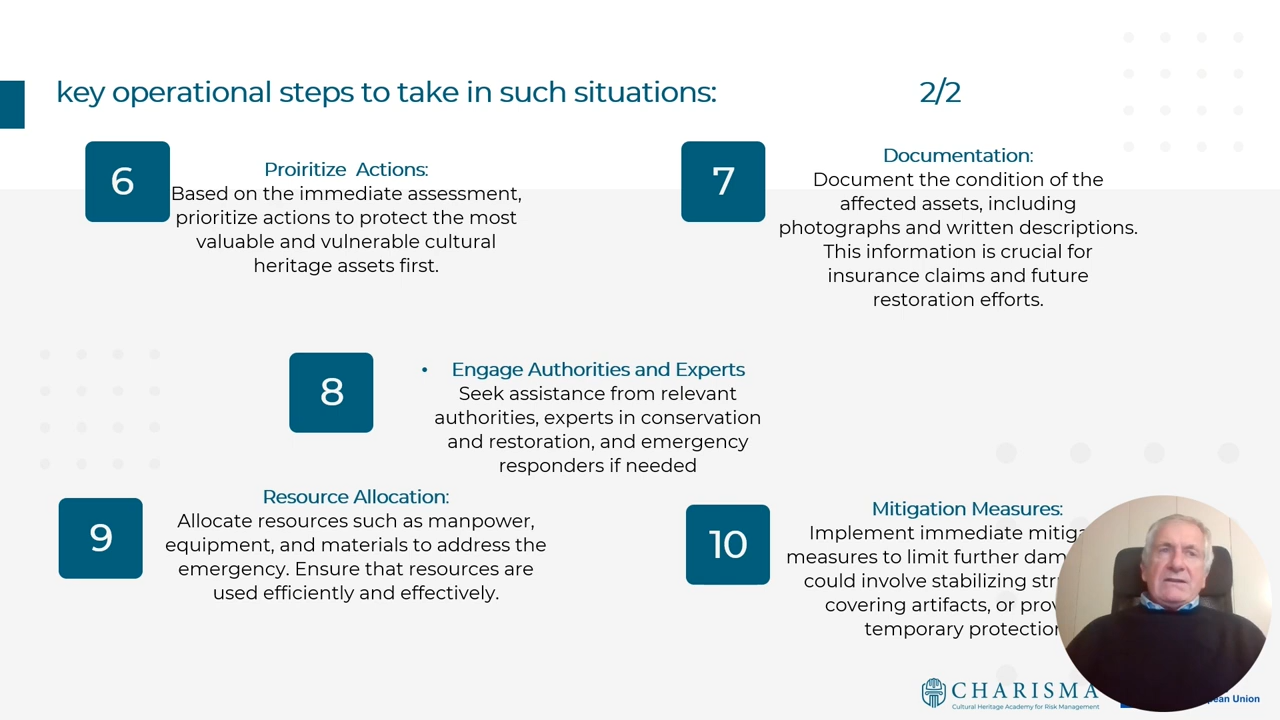 key operational steps to take in such situations: 2/2
6
Proiritize Actions:
Based on the immediate assessment,
prioritize actions to protect the most
valuable and vulnerable cultural
heritage assets first.
7
Documentation:
Document the condition of the
affected assets, including
photographs and written descriptions.
This information is crucial for
insurance claims and future
restoration efforts.
8
• Engage Authorities and Experts
Seek assistance from relevant
authorities, experts in conservation
and restoration, and emergency
responders if needed
9
Resource Allocation:
Allocate resources such as manpower,
equipment, and materials to address the
emergency. Ensure that resources are
used efficiently and effectively.
10
Mitigation Measures:
Implement immediate
measures to limit further
could involve stabilizing
covering artifacts, or
temporary
CHARISMA
Cultural Heritage Academy for Risk Management
Union